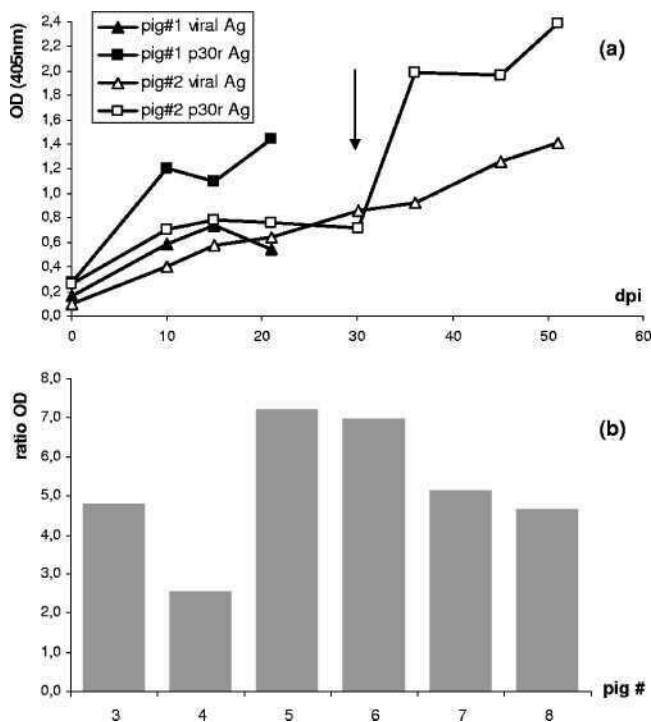 OD (405nm)
2,4
2,2
2,0
1,8
1,6
1,4
1,2
1,0
0,8
0,6
0,4
0,2
0,0
pig#1 viral Ag
pig#1 p30r Ag
pig#2 viral Ag
pig#2 p30r Ag
(a)
dpi
0 10 20 30 40 50 60
ratio OD
8,0
7,0
6,0
5,0
4,0
3,0
2,0
1,0
0,0
(b)
pig #
3 4 5 6 7 8